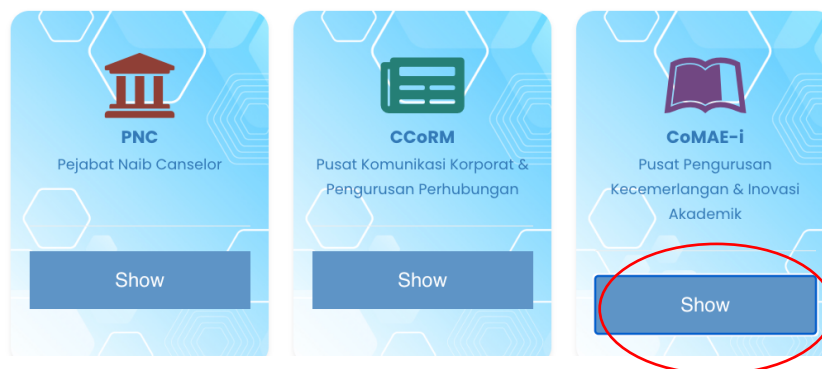 PNC
Pejabat Naib Canselor
Show
CCoRM
Pusat Komunikasi Korporat &
Pengurusan Perhubungan
Show
CoMAE-i
Pusat Pengurusan
Kecemerlangan & Inovasi
Akademik
Show